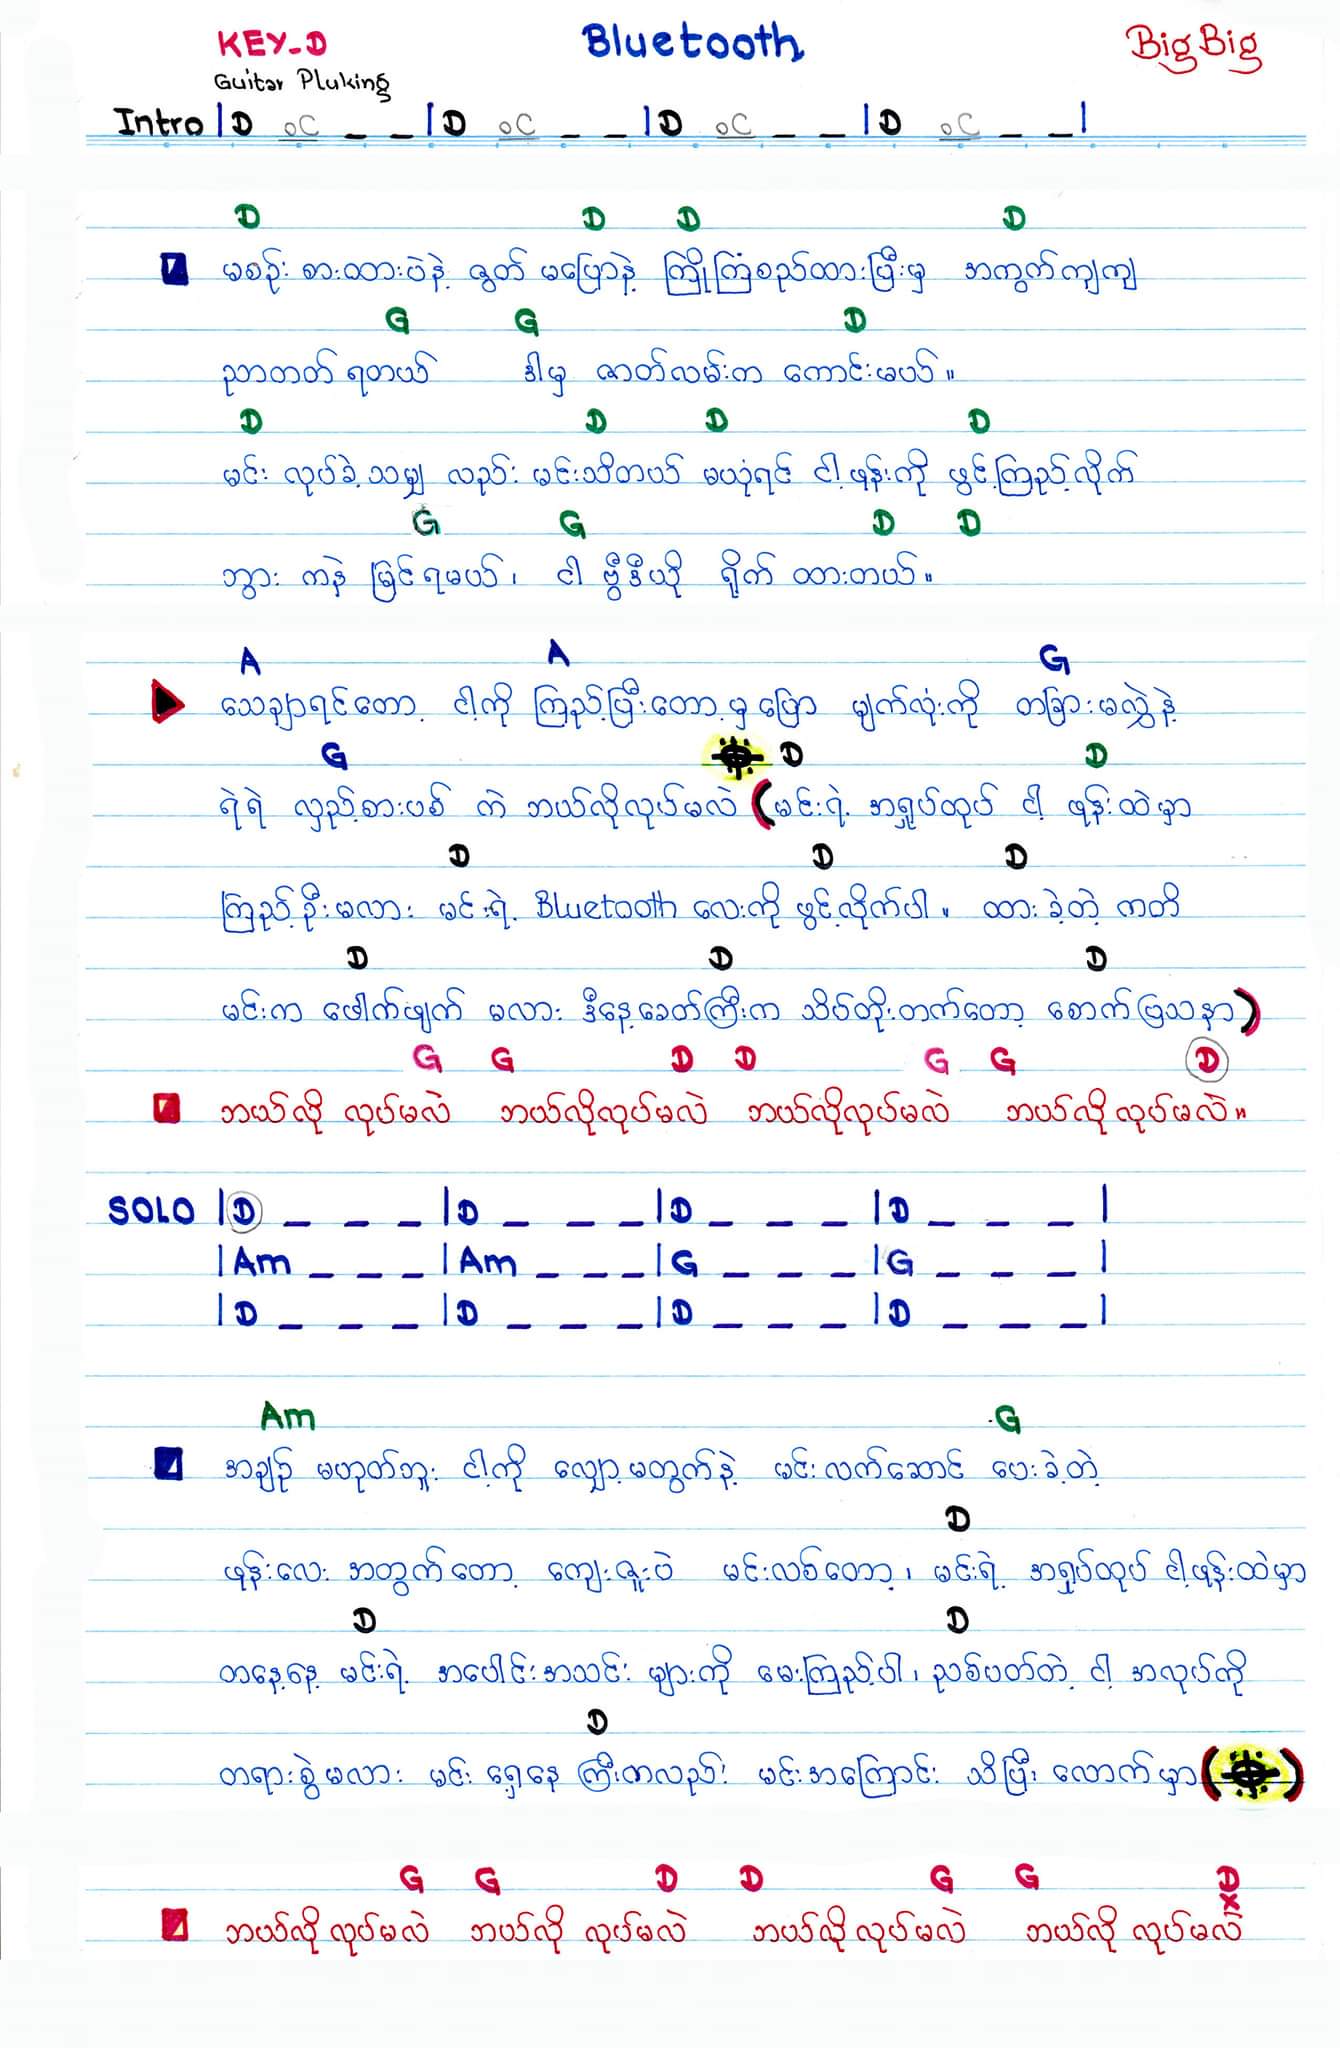 KEY-D Bluetooth BigBig
Guitar Pluking
Intro | D oC _ _ | D oC _ _ | D oC _ _ | D oC _ _ |
D D D D
မစဉ်းစားထားပဲနဲ့ ဇွတ် မပြောနဲ့ ကြိုကြံစည်ထားပြီးမှ အကွက်ကျကျ
G G D
ညာတတ်ရတယ် ဒါမှ ဇာတ်လမ်းက ကောင်းမယ်။
D D D D
မင်း လုပ်ခဲ့သမျှ လည်း မင်းသိတယ် မယုံရင် ငါ့ဖုန်းကို ဖွင့်ကြည့်လိုက်
G G D D
ဘွား ကနဲ မြင်ရမယ်၊ ငါ ဗွီဒီယို ရိုက် ထားတယ်။
A A G
သေချာရင်တော့ ငါ့ကို ကြည့်ပြီးတော့မှ ပြော မျက်လုံးကို တခြားမလွှဲနဲ့
G D D
ရဲရဲ လှည့်စားပစ် ကဲ ဘယ်လိုလုပ်မလဲ (မင်းရဲ့ အရှုပ်ထုပ် ငါ့ ဖုန်းထဲမှာ
D D D
ကြည့်ဦးမလား မင်းရဲ့ Bluetooth လေးကို ဖွင့်လိုက်ပါ။ ထားခဲ့တဲ့ ကတိ
D D D
မင်းက ဖေါက်ဖျက် မလား ဒီနေ့ခေတ်ကြီးက သိပ်တိုးတက်တော့ စောက်ပြသနာ)
G G D D G G D
ဘယ်လို လုပ်မလဲ ဘယ်လိုလုပ်မလဲ ဘယ်လိုလုပ်မလဲ ဘယ်လို လုပ်မလဲ။
SOLO | D _ _ _ | D _ _ _ | D _ _ _ | D _ _ _ |
| Am _ _ _ | Am _ _ _ | G _ _ _ | G _ _ _ |
| D _ _ _ | D _ _ _ | D _ _ _ | D _ _ _ |
Am G
အချဉ် မဟုတ်ဘူး ငါ့ကို လျှော့မတွက်နဲ့ မင်းလက်ဆောင် ပေးခဲ့တဲ့
D
ဖုန်းလေး အတွက်တော့ ကျေးဇူးပဲ မင်းလစ်တော့၊ မင်းရဲ့ အရှုပ်ထုပ် ငါ့ဖုန်းထဲမှာ
D D
တနေ့နေ့ မင်းရဲ့ အပေါင်းအသင်း များကို မေးကြည့်ပါ၊ ညစ်ပတ်တဲ့ ငါ့ အလုပ်ကို
D
တရားစွဲမလား မင်း ရှေ့နေ ကြီးကလည်း မင်းအကြောင်း သိပြီး လောက်မှာ ( )
G G D D G G D
ဘယ်လို လုပ်မလဲ ဘယ်လို လုပ်မလဲ ဘယ်လိုလုပ်မလဲ ဘယ်လို လုပ်မလဲ